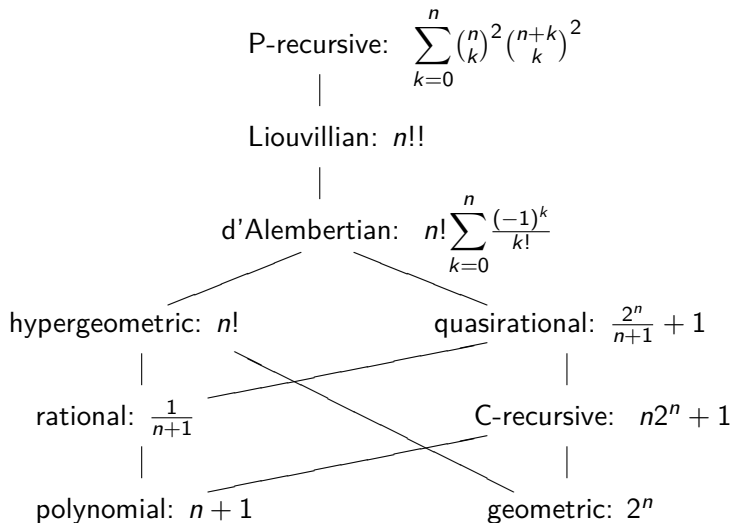 P-recursive: $\sum_{k=0}^{n} \binom{n}{k}^2 \binom{n+k}{k}^2$
Liouvillian: $n!!$
d'Alembertian: $n! \sum_{k=0}^{n} \frac{(-1)^k}{k!}$
hypergeometric: $n!$ quasirational: $\frac{2^n}{n+1} + 1$
rational: $\frac{1}{n+1}$ C-recursive: $n2^n + 1$
polynomial: $n + 1$ geometric: $2^n$